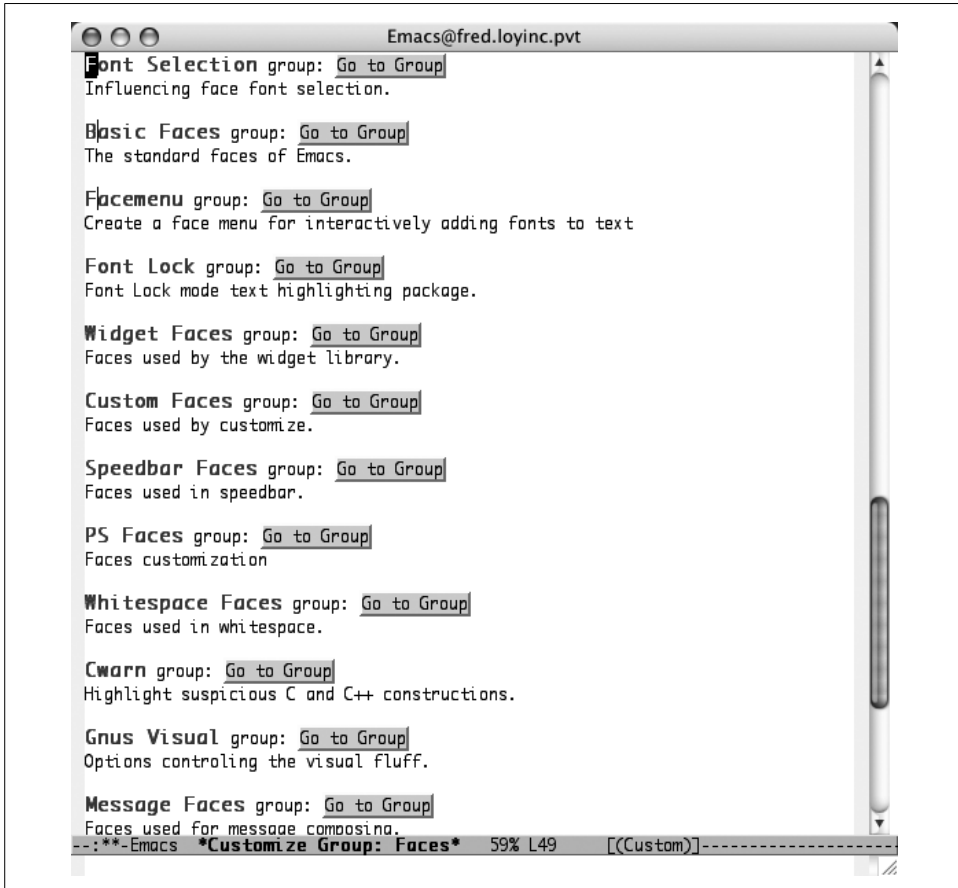 Emacs@fred.loyinc.pvt
Font Selection group: Go to Group
Influencing face font selection.
Basic Faces group: Go to Group
The standard faces of Emacs.
Facemenu group: Go to Group
Create a face menu for interactively adding fonts to text
Font Lock group: Go to Group
Font Lock mode text highlighting package.
Widget Faces group: Go to Group
Faces used by the widget library.
Custom Faces group: Go to Group
Faces used by customize.
Speedbar Faces group: Go to Group
Faces used in speedbar.
PS Faces group: Go to Group
Faces customization
Whitespace Faces group: Go to Group
Faces used in whitespace.
Cwarn group: Go to Group
Highlight suspicious C and C++ constructions.
Gnus Visual group: Go to Group
Options controling the visual fluff.
Message Faces group: Go to Group
Faces used for message composing.
--:**-Emacs *Customize Group: Faces* 59% L49 [(Custom)]---------------------